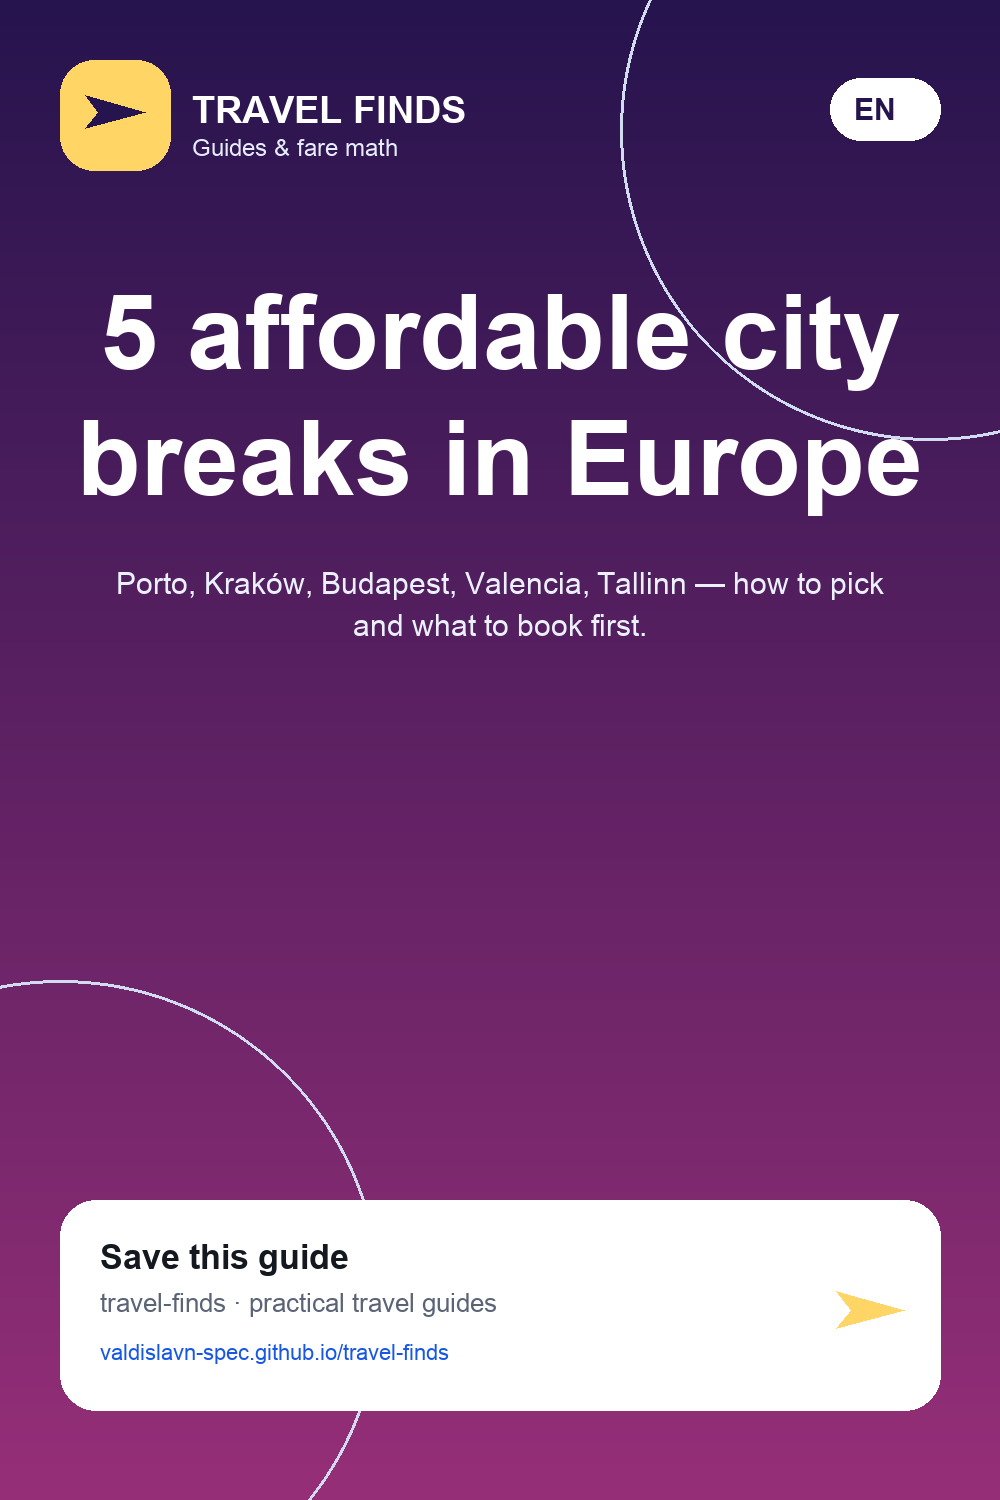 TRAVEL FINDS
Guides & fare math
EN
5 affordable city
breaks in Europe
Porto, Kraków, Budapest, Valencia, Tallinn — how to pick
and what to book first.
Save this guide
travel-finds · practical travel guides
valdislavn-spec.github.io/travel-finds